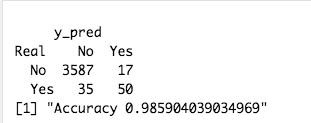 y_pred
Real No Yes
No 3587 17
Yes 35 50
[1] "Accuracy 0.985904039034969"